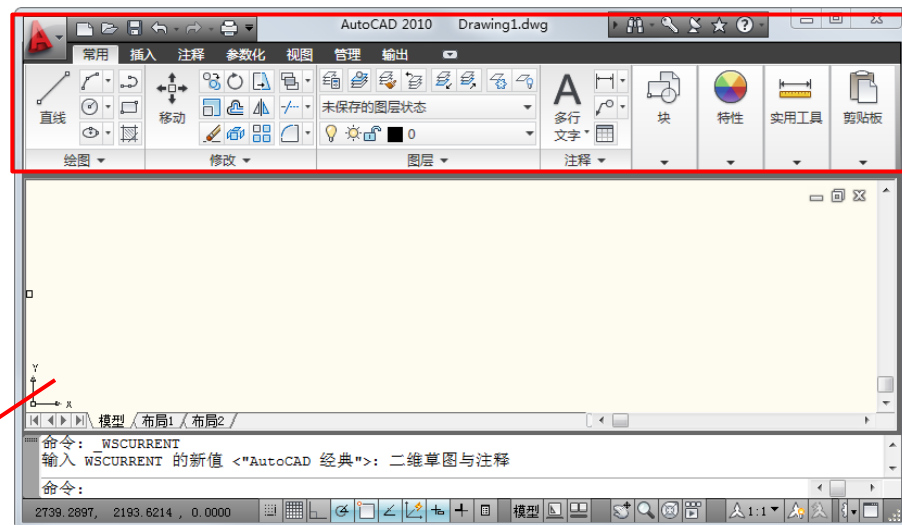 AutoCAD 2010 Drawing1.dwg
常用 插入 注释 参数化 视图 管理 输出
直线 移动 未保存的图层状态 多行文字 块 特性 实用工具 剪贴板
0
绘图 修改 图层 注释
Y
X
模型 布局1 布局2
命令: _WSCURRENT
输入 WSCURRENT 的新值 <"AutoCAD 经典">: 二维草图与注释
命令:
2739.2897, 2193.6214 , 0.0000 模型 1:1